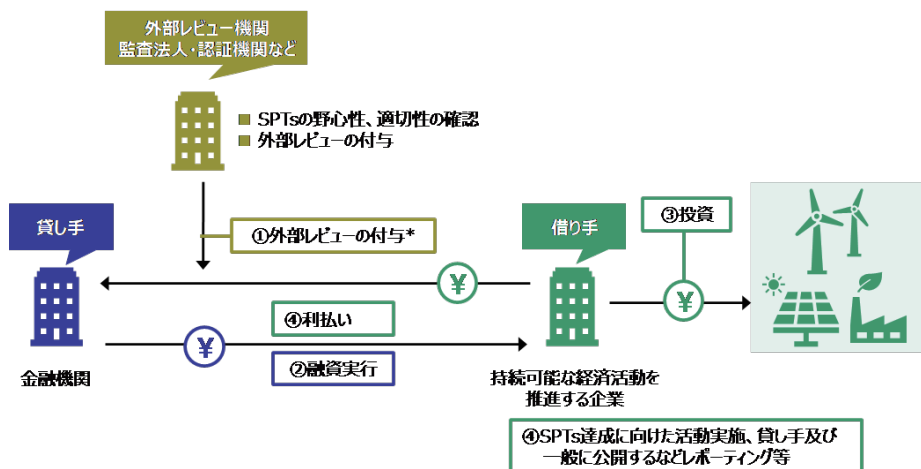 外部レビュー機関
監査法人・認証機関など
■ SPTsの野心性、適切性の確認
■ 外部レビューの付与
貸し手
①外部レビューの付与*
借り手
③投資
¥
¥
④利払い
¥
②融資実行
金融機関
持続可能な経済活動を
推進する企業
④SPTs達成に向けた活動実施、貸し手及び
一般に公開するなどレポーティング等